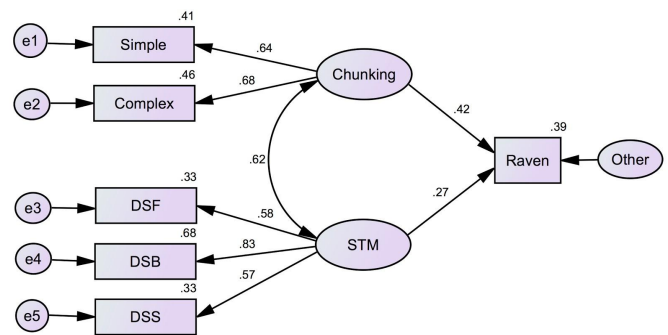 .41
e1
Simple
.64
.46
.68
Chunking
e2
Complex
.42
.39
.62
Raven
Other
.33
.27
e3
DSF
.58
.68
.83
STM
e4
DSB
.57
.33
e5
DSS